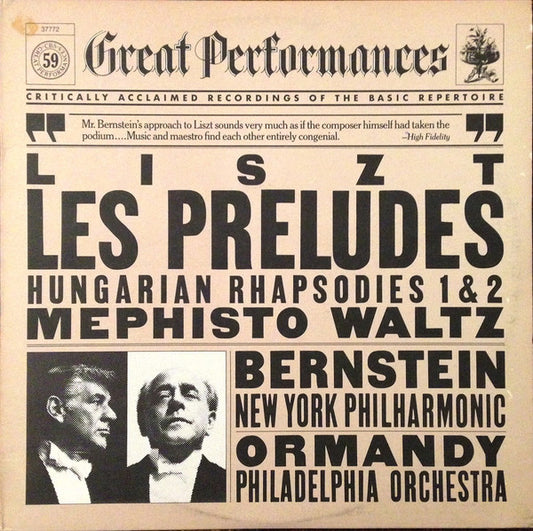 37772
Great Performances
59
CRITICALLY ACCLAIMED RECORDINGS OF THE BASIC REPERTOIRE
"
Mr. Bernstein's approach to Liszt sounds very much as if the composer himself had taken the
podium....Music and maestro find each other entirely congenial. —High Fidelity
"
LISZT
LES PRELUDES
HUNGARIAN RHAPSODIES 1 & 2
MEPHISTO WALTZ
BERNSTEIN
NEW YORK PHILHARMONIC
ORMANDY
PHILADELPHIA ORCHESTRA